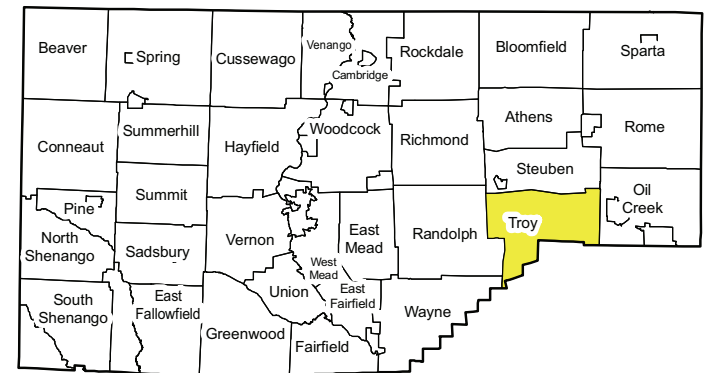 Beaver
Spring
Cussewago
Venango
Cambridge
Rockdale
Bloomfield
Sparta
Conneaut
Summerhill
Hayfield
Woodcock
Richmond
Athens
Rome
Steuben
Summit
Pine
Oil
Creek
North
Shenango
Sadsbury
Vernon
East
Mead
Randolph
Troy
West
Mead
South
Shenango
East
Fallowfield
Union
East
Fairfield
Wayne
Greenwood
Fairfield